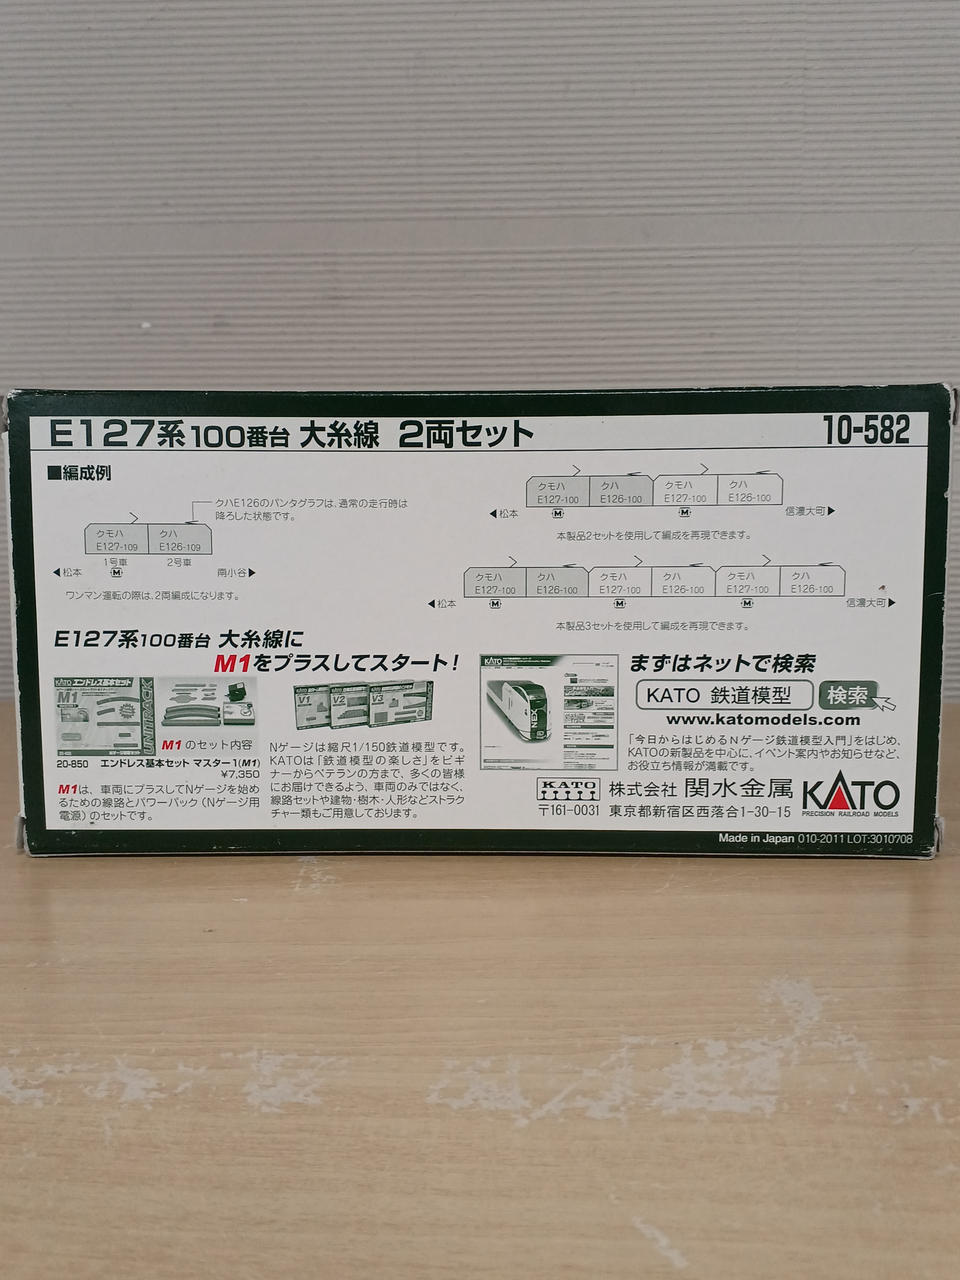 E127系 100番台 大糸線 2両セット
10-582
■編成例
クハE126のパンタグラフは、通常の走行時は
降ろした状態です。
クモハ
E127-109
クハ
E126-109
1号車
2号車
M
◀松本
南小谷▶
ワンマン運転の際は、2両編成になります。
クモハ
E127-100
クハ
E126-100
クモハ
E127-100
クハ
E126-100
◀松本
M
M
信濃大町▶
本製品2セットを使用して編成を再現できます。
クモハ
E127-100
クハ
E126-100
クモハ
E127-100
クハ
E126-100
クモハ
E127-100
クハ
E126-100
◀松本
M
M
M
信濃大町▶
本製品3セットを使用して編成を再現できます。
E127系100番台 大糸線に
M1をプラスしてスタート!
KATO エンドレス基本セット
M1
UNITRACK
M1のセット内容
20-850 エンドレス基本セット マスター1(M1)
¥7,350
M1は、車両にプラスしてNゲージを始め
るための線路とパワーパック(Nゲージ用
電源)のセットです。
V1
V2
V3
Nゲージは縮尺1/150鉄道模型です。
KATOは「鉄道模型の楽しさ」をビギ
ナーからベテランの方まで、多くの皆様
にお届けできるよう、車両のみではなく、
線路セットや建物・樹木・人形などストラク
チャー類もご用意しております。
KATO
NEX
まずはネットで検索
KATO 鉄道模型
検索
www.katomodels.com
「今日からはじめるNゲージ鉄道模型入門」をはじめ、
KATOの新製品を中心に、イベント案内やお知らせなど、
お役立ち情報が満載です。
KATO
株式会社 関水金属
〒161-0031 東京都新宿区西落合1-30-15
KATO
PRECISION RAILROAD MODELS
Made in Japan 010-2011 LOT:3010708